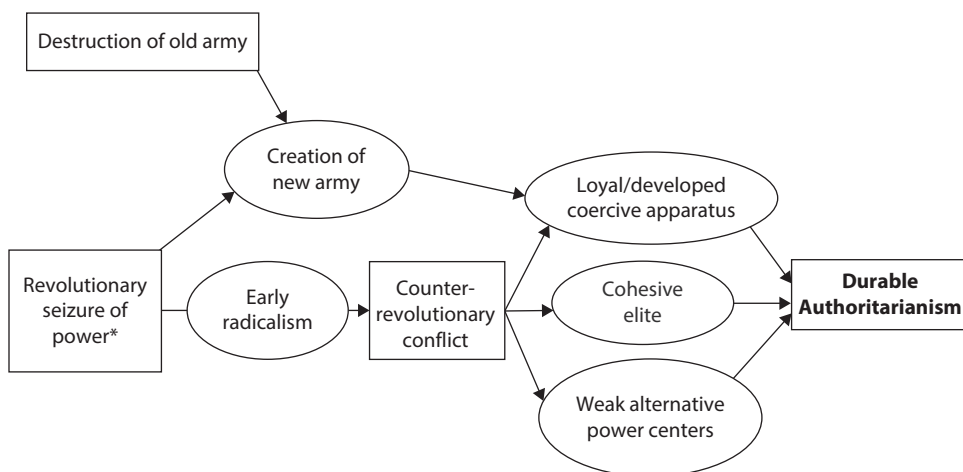 Destruction of old army
Creation of
new army
Loyal/developed
coercive apparatus
Revolutionary
seizure of
power*
Early
radicalism
Counter-
revolutionary
conflict
Cohesive
elite
Durable
Authoritarianism
Weak alternative
power centers